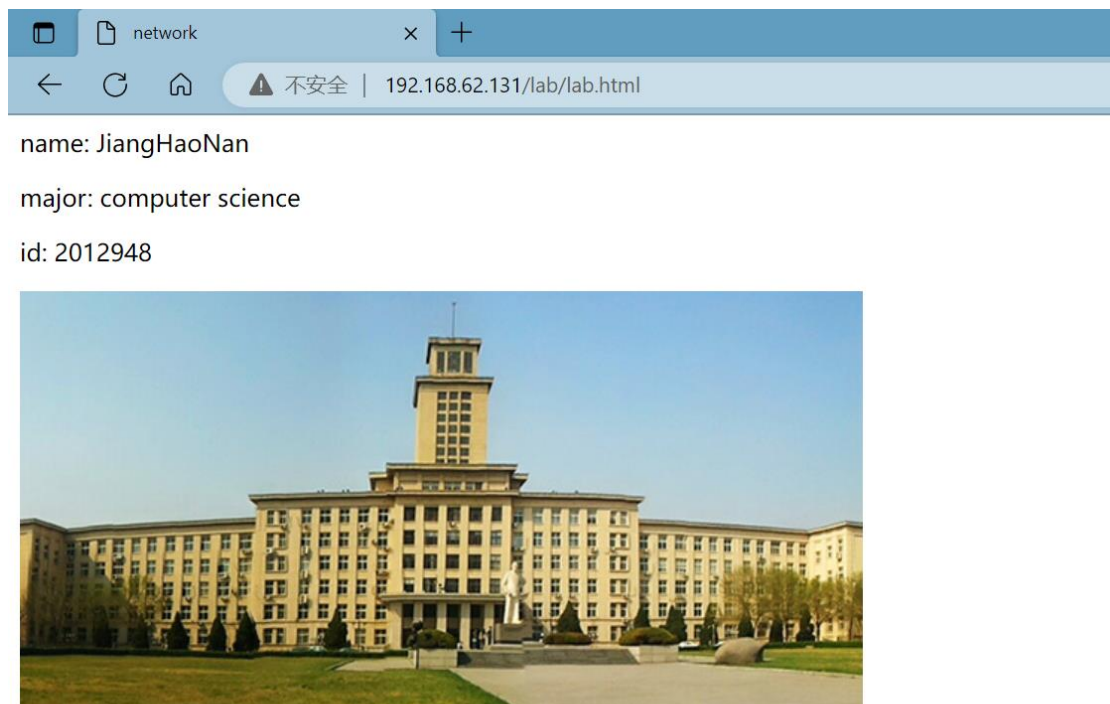 network
不安全 | 192.168.62.131/lab/lab.html
name: JiangHaoNan
major: computer science
id: 2012948